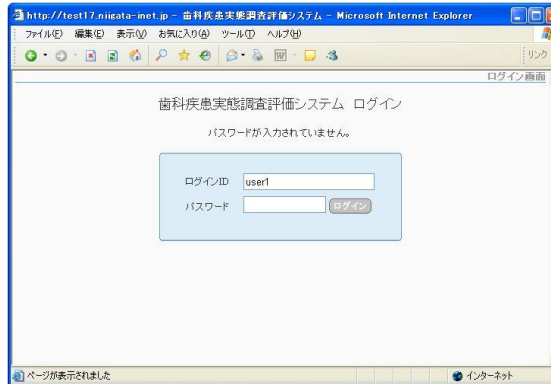 http://test17.niigata-inet.jp - 歯科疾患実態調査評価システム - Microsoft Internet Explorer
ファイル(F) 編集(E) 表示(V) お気に入り(A) ツール(T) ヘルプ(H)
リンク
ログイン画面
歯科疾患実態調査評価システム ログイン
パスワードが入力されていません。
ログインID user1
パスワード ログイン
ページが表示されました インターネット